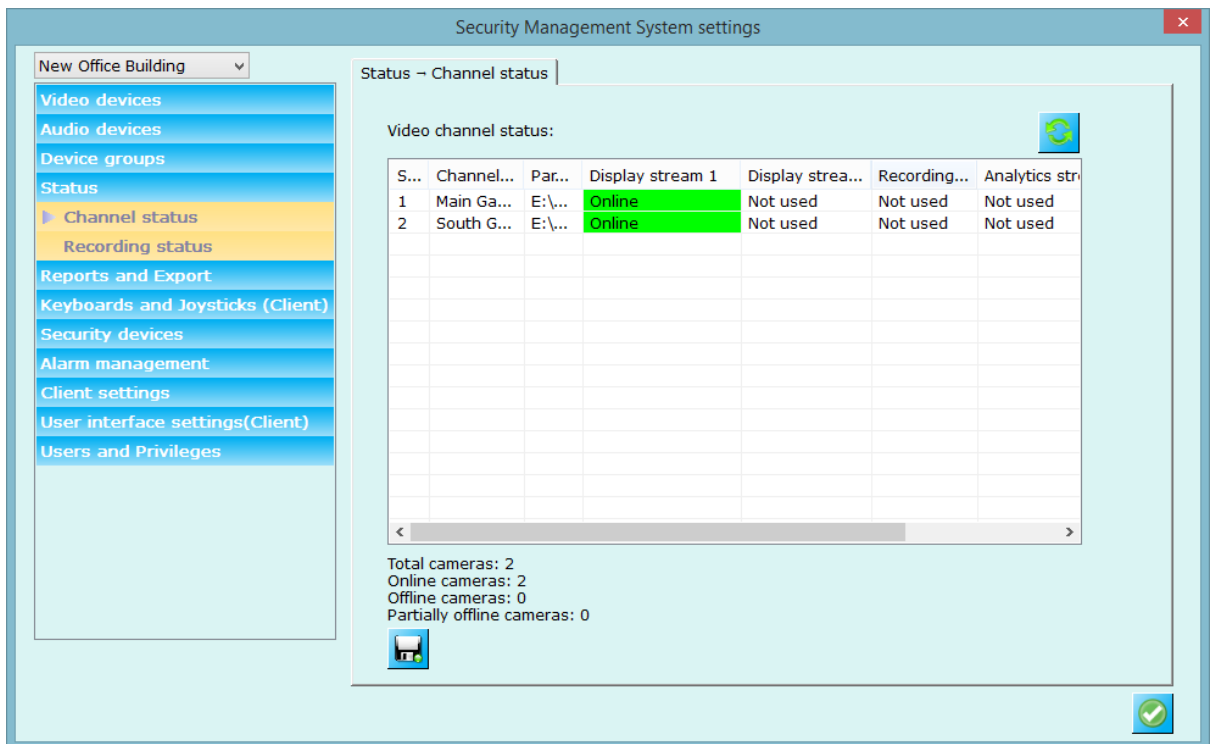 Security Management System settings
New Office Building
Video devices
Audio devices
Device groups
Status
Channel status
Recording status
Reports and Export
Keyboards and Joysticks (Client)
Security devices
Alarm management
Client settings
User interface settings(Client)
Users and Privileges
Status → Channel status
Video channel status:
S... Channel... Par... Display stream 1 Display strea... Recording... Analytics str
1 Main Ga... E:\... Online Not used Not used Not used
2 South G... E:\... Online Not used Not used Not used
Total cameras: 2
Online cameras: 2
Offline cameras: 0
Partially offline cameras: 0